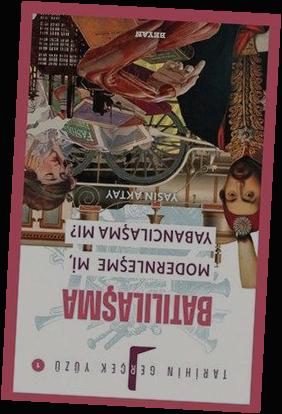 TARİHİN GERÇEK YÜZÜ
1
BATILILAŞMA
MODERNLEŞME Mİ,
YABANCILAŞMA MI?
YASİN AKTAY
BEYAN